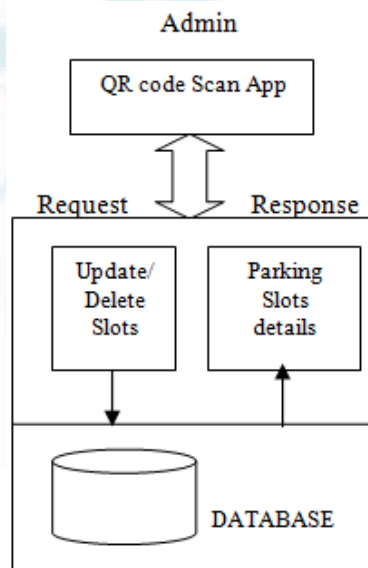 Admin
QR code Scan App
Request
Response
Update/
Delete
Slots
Parking
Slots
details
DATABASE